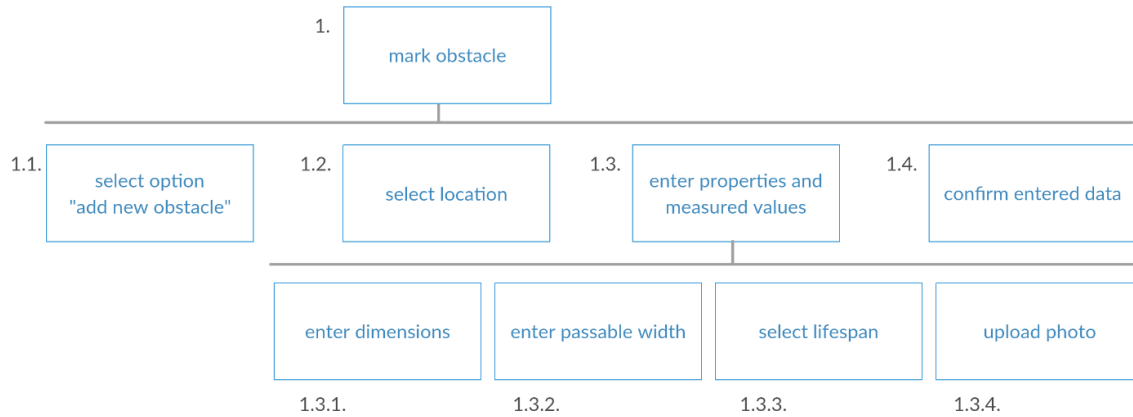 1.
mark obstacle
1.1.
select option
"add new obstacle"
1.2.
select location
1.3.
enter properties and
measured values
1.4.
confirm entered data
enter dimensions
enter passable width
select lifespan
upload photo
1.3.1.
1.3.2.
1.3.3.
1.3.4.